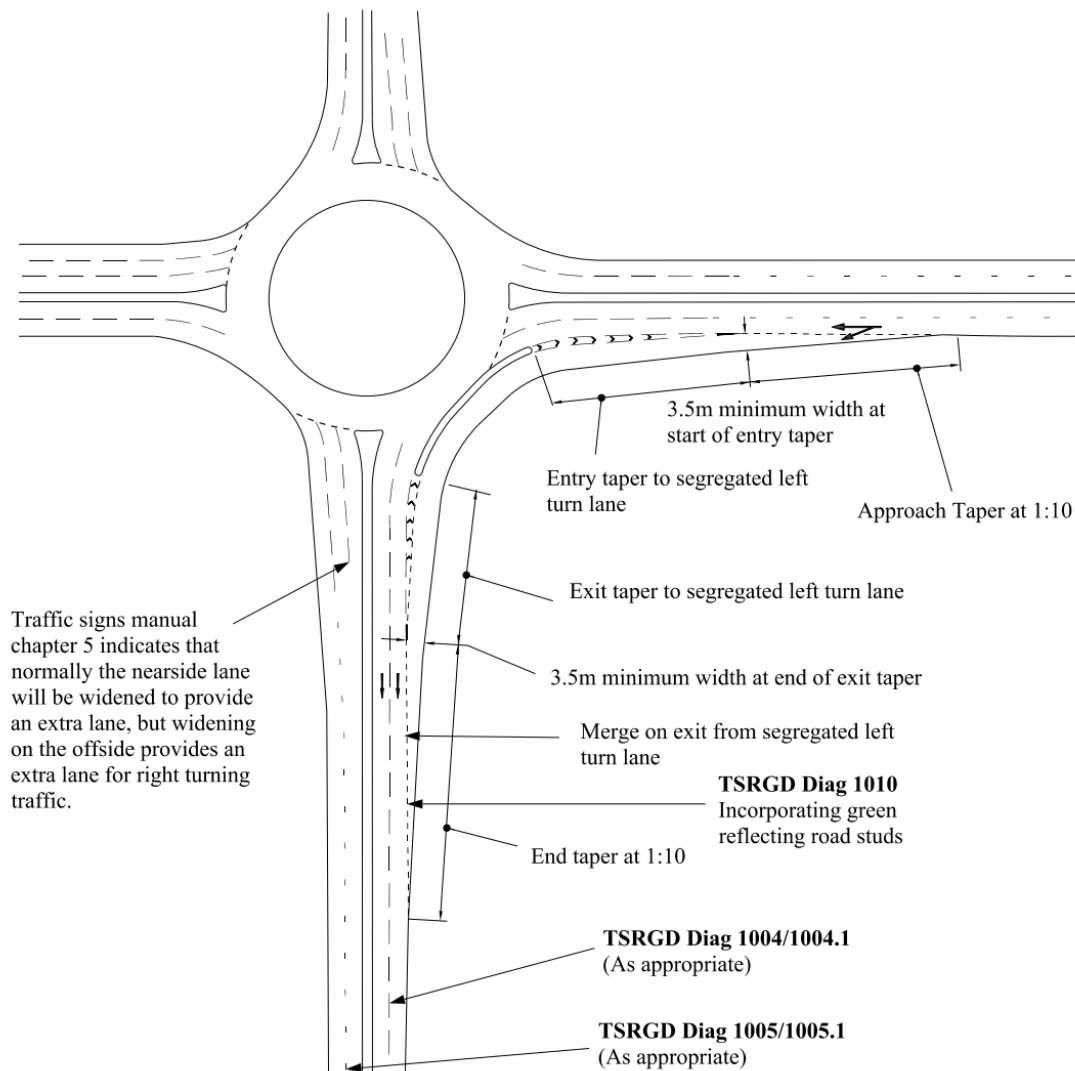 3.5m minimum width at
start of entry taper
Entry taper to segregated left
turn lane
Approach Taper at 1:10
Exit taper to segregated left turn lane
Traffic signs manual
chapter 5 indicates that
normally the nearside lane
will be widened to provide
an extra lane, but widening
on the offside provides an
extra lane for right turning
traffic.
3.5m minimum width at end of exit taper
Merge on exit from segregated left
turn lane
TSRGD Diag 1010
Incorporating green
reflecting road studs
End taper at 1:10
TSRGD Diag 1004/1004.1
(As appropriate)
TSRGD Diag 1005/1005.1
(As appropriate)